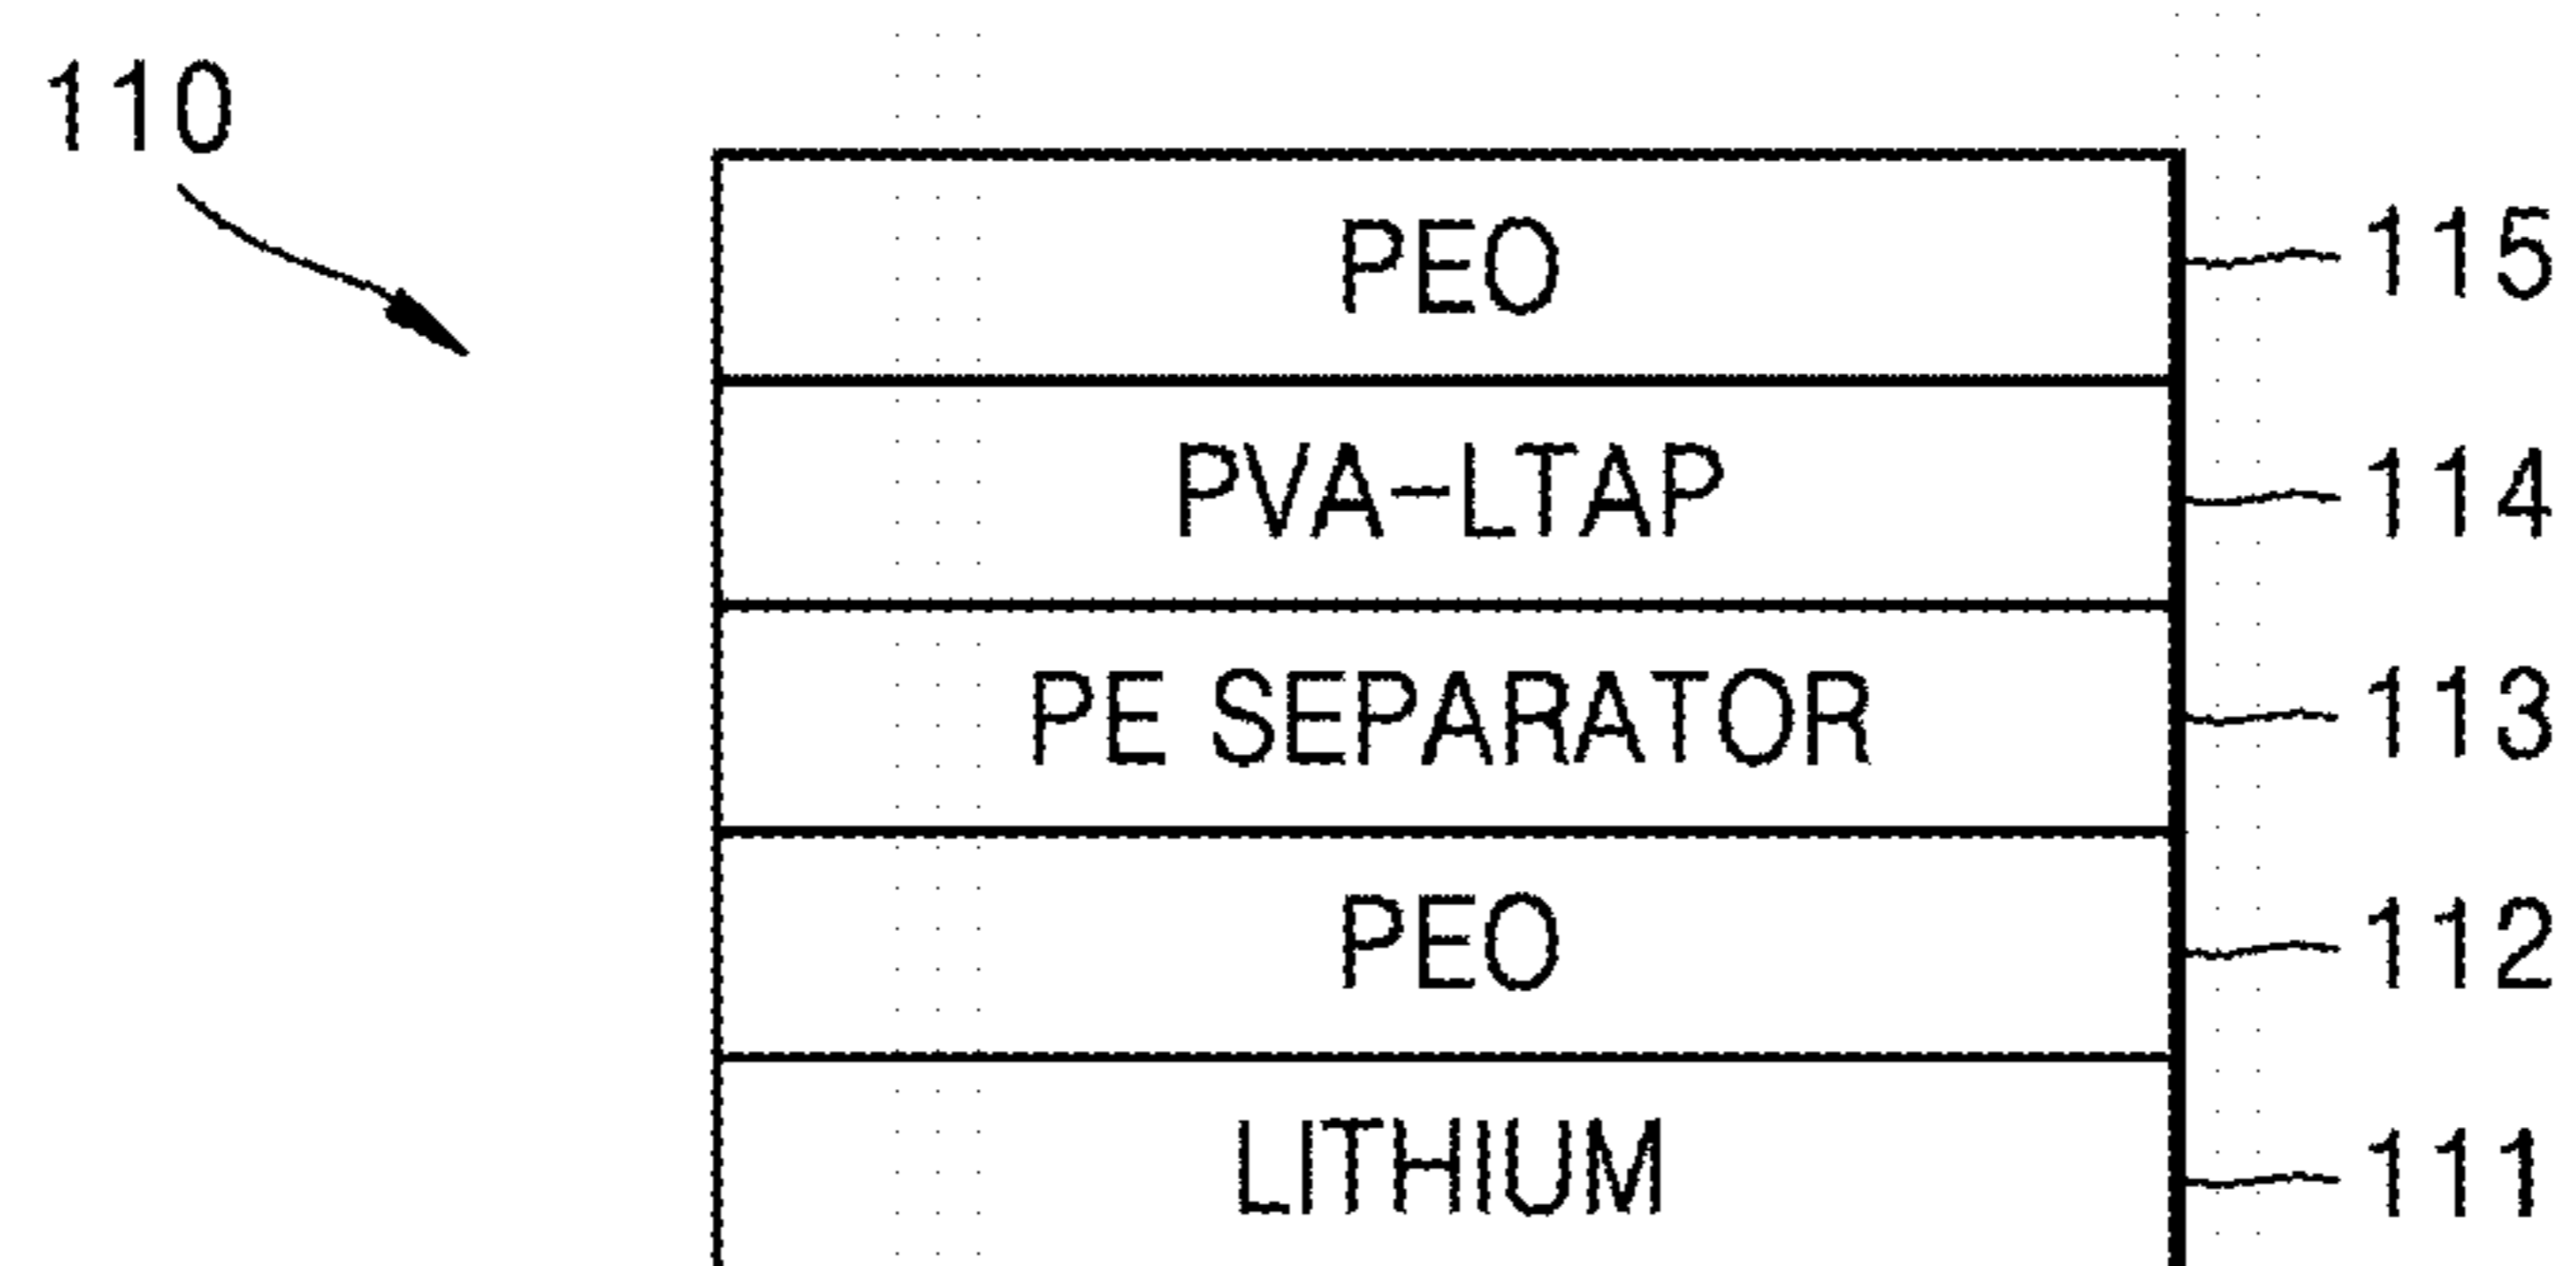 110
PEO 115
PVA-LTAP 114
PE SEPARATOR 113
PEO 112
LITHIUM 111